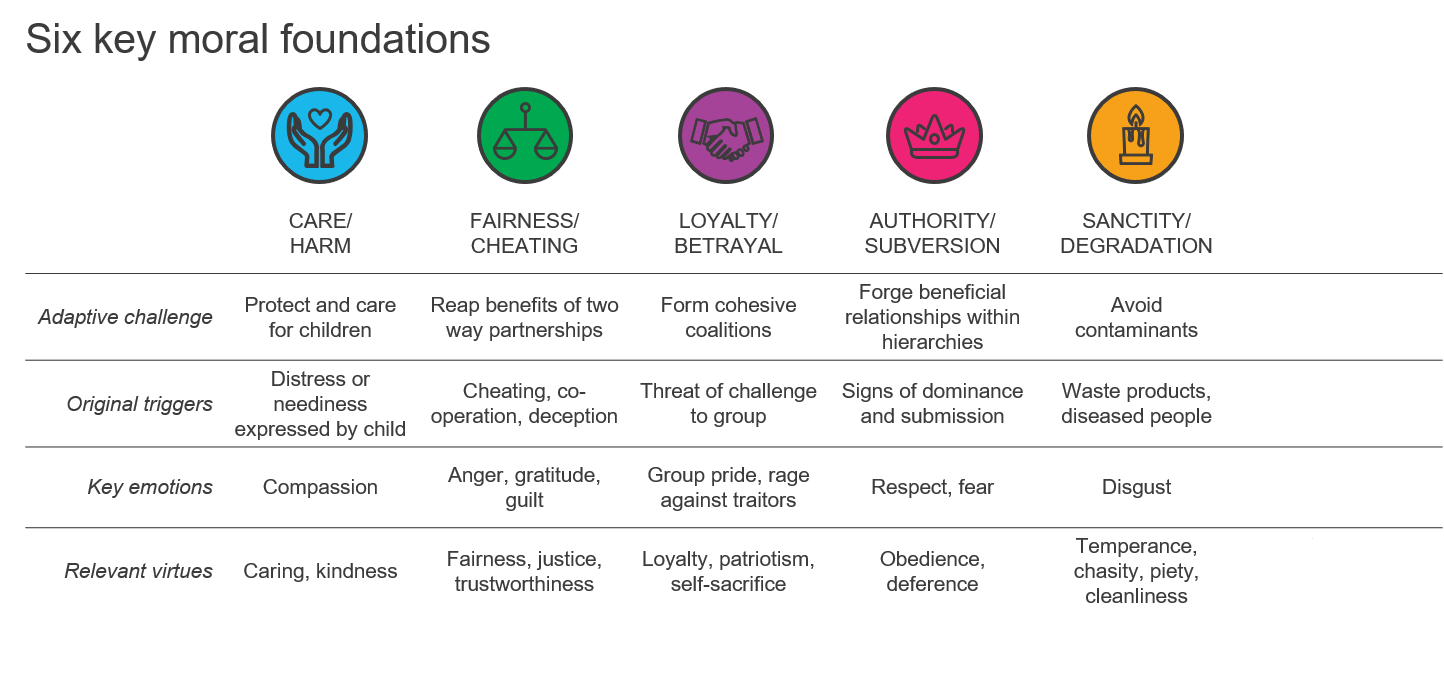 Six key moral foundations
CARE/
HARM
FAIRNESS/
CHEATING
LOYALTY/
BETRAYAL
AUTHORITY/
SUBVERSION
SANCTITY/
DEGRADATION
Adaptive challenge
Protect and care
for children
Reap benefits of two
way partnerships
Form cohesive
coalitions
Forge beneficial
relationships within
hierarchies
Avoid
contaminants
Original triggers
Distress or
neediness
expressed by child
Cheating, co-
operation, deception
Threat of challenge
to group
Signs of dominance
and submission
Waste products,
diseased people
Key emotions
Compassion
Anger, gratitude,
guilt
Group pride, rage
against traitors
Respect, fear
Disgust
Relevant virtues
Caring, kindness
Fairness, justice,
trustworthiness
Loyalty, patriotism,
self-sacrifice
Obedience,
deference
Temperance,
chasity, piety,
cleanliness